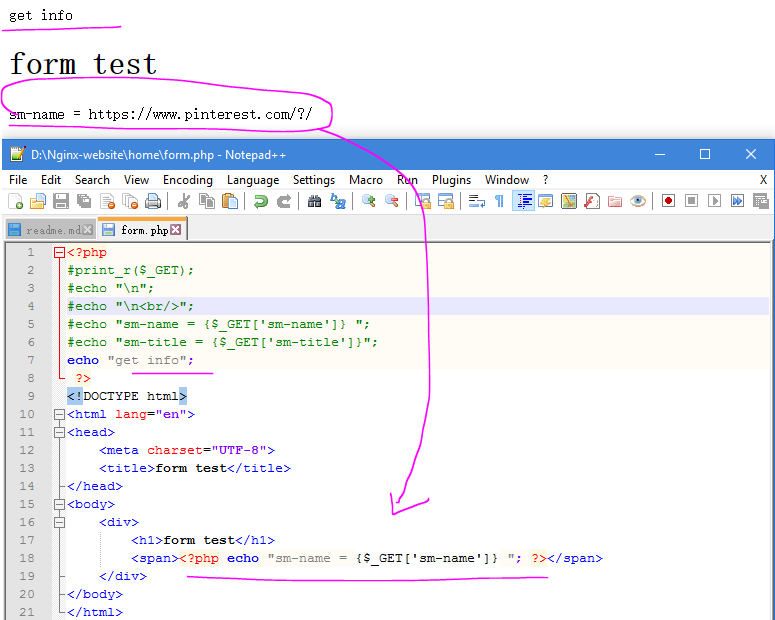 get info
form test
sm-name = https://www.pinterest.com/?/
D:\Nginx-website\home\form.php - Notepad++
File Edit Search View Encoding Language Settings Macro Run Plugins Window ? X
readme.md form.php
1 <?php
2 #print_r($_GET);
3 #echo "\n";
4 #echo "\n<br/>";
5 #echo "sm-name = {$_GET['sm-name']} ";
6 #echo "sm-title = {$_GET['sm-title']}";
7 echo "get info";
8 ?>
9 <!DOCTYPE html>
10 <html lang="en">
11 <head>
12 <meta charset="UTF-8">
13 <title>form test</title>
14 </head>
15 <body>
16 <div>
17 <h1>form test</h1>
18 <span><?php echo "sm-name = {$_GET['sm-name']} "; ?></span>
19 </div>
20 </body>
21 </html>